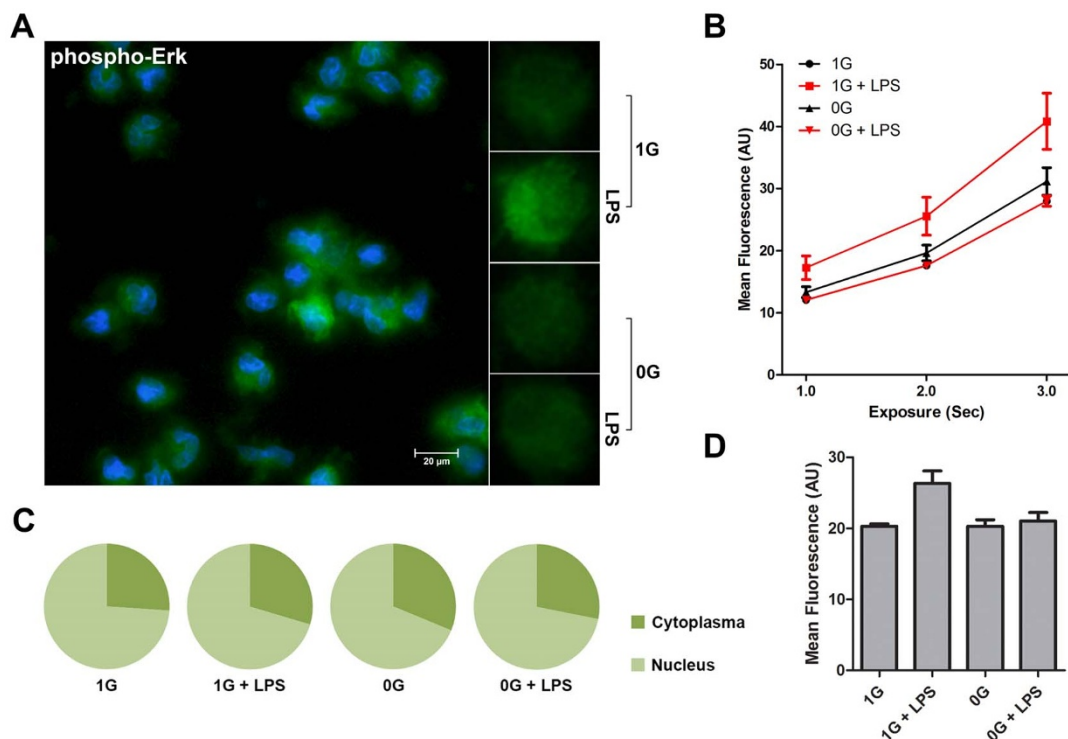 A
phospho-Erk
1G
LPS
0G
LPS
20 µm
B
1G
1G + LPS
0G
0G + LPS
50
40
30
20
10
0
Mean Fluorescence (AU)
1.0
2.0
3.0
Exposure (Sec)
C
1G
1G + LPS
0G
0G + LPS
Cytoplasma
Nucleus
D
30
20
10
0
Mean Fluorescence (AU)
1G
1G + LPS
0G
0G + LPS